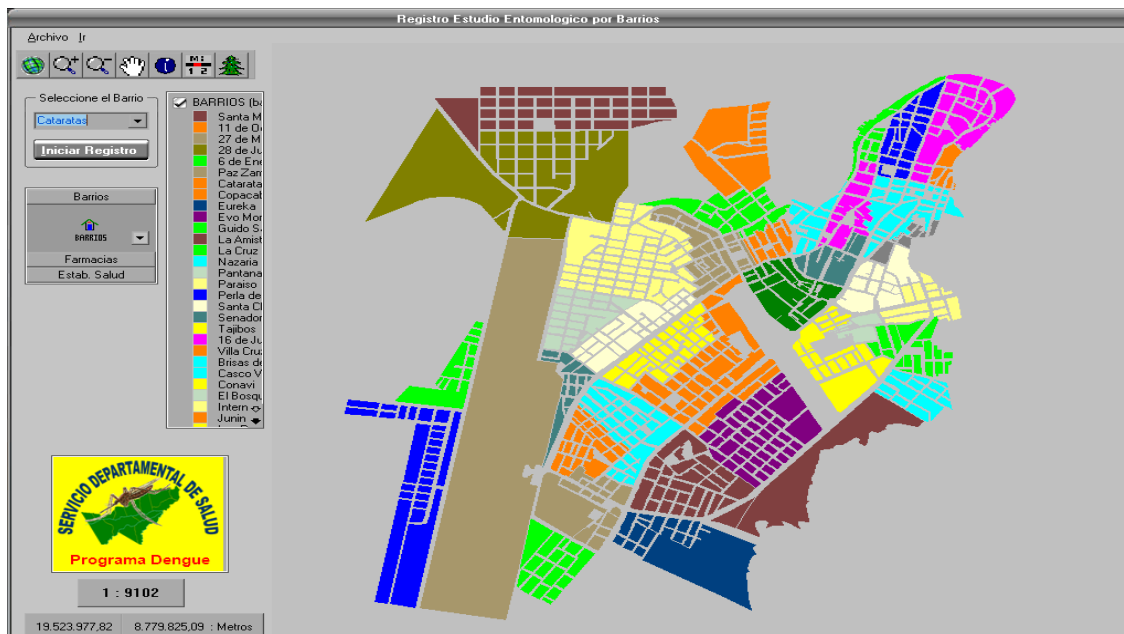 Registro Estudio Entomologico por Barrios
Archivo Ir
Seleccione el Barrio
Cataratas
Iniciar Registro
Barrios
BARRIOS
Farmacias
Estab. Salud
BARRIOS (ba
Santa M
11 de O
27 de M
28 de Ju
6 de Ene
Paz Zam
Catarata
Copacab
Eureka
Evo Mor
Guido S
La Amist
La Cruz
Nazaria
Pantana
Paraiso
Perla de
Santa Cl
Senador
Tajibos
16 de Ju
Villa Cruz
Brisas de
Casco V
Conavi
El Bosqu
Intern
Junin
SERVICIO DEPARTAMENTAL DE SALUD
Programa Dengue
1 : 9102
19.523.977,82 8.779.825,09 : Metros